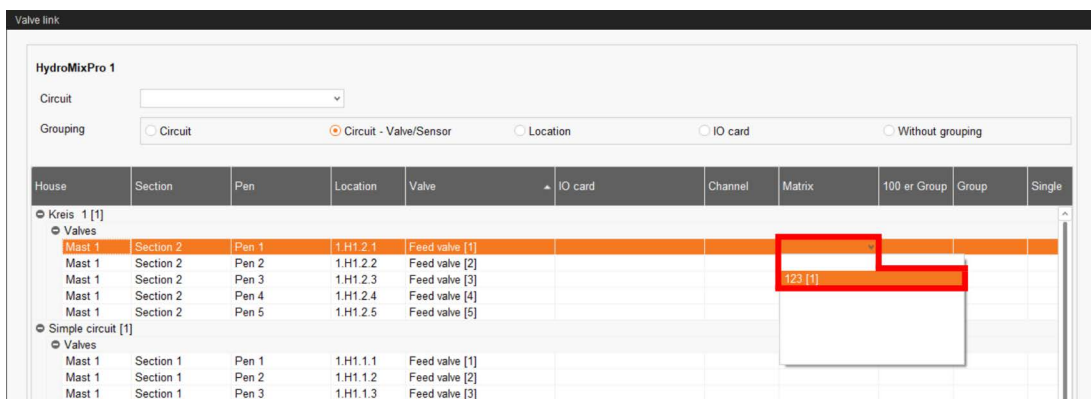 Valve link
HydroMixPro 1
Circuit
Grouping Circuit Circuit - Valve/Sensor Location IO card Without grouping
House Section Pen Location Valve IO card Channel Matrix 100 er Group Group Single
Kreis 1 [1]
Valves
Mast 1 Section 2 Pen 1 1.H1.2.1 Feed valve [1]
Mast 1 Section 2 Pen 2 1.H1.2.2 Feed valve [2]
Mast 1 Section 2 Pen 3 1.H1.2.3 Feed valve [3] 123 [1]
Mast 1 Section 2 Pen 4 1.H1.2.4 Feed valve [4]
Mast 1 Section 2 Pen 5 1.H1.2.5 Feed valve [5]
Simple circuit [1]
Valves
Mast 1 Section 1 Pen 1 1.H1.1.1 Feed valve [1]
Mast 1 Section 1 Pen 2 1.H1.1.2 Feed valve [2]
Mast 1 Section 1 Pen 3 1.H1.1.3 Feed valve [3]